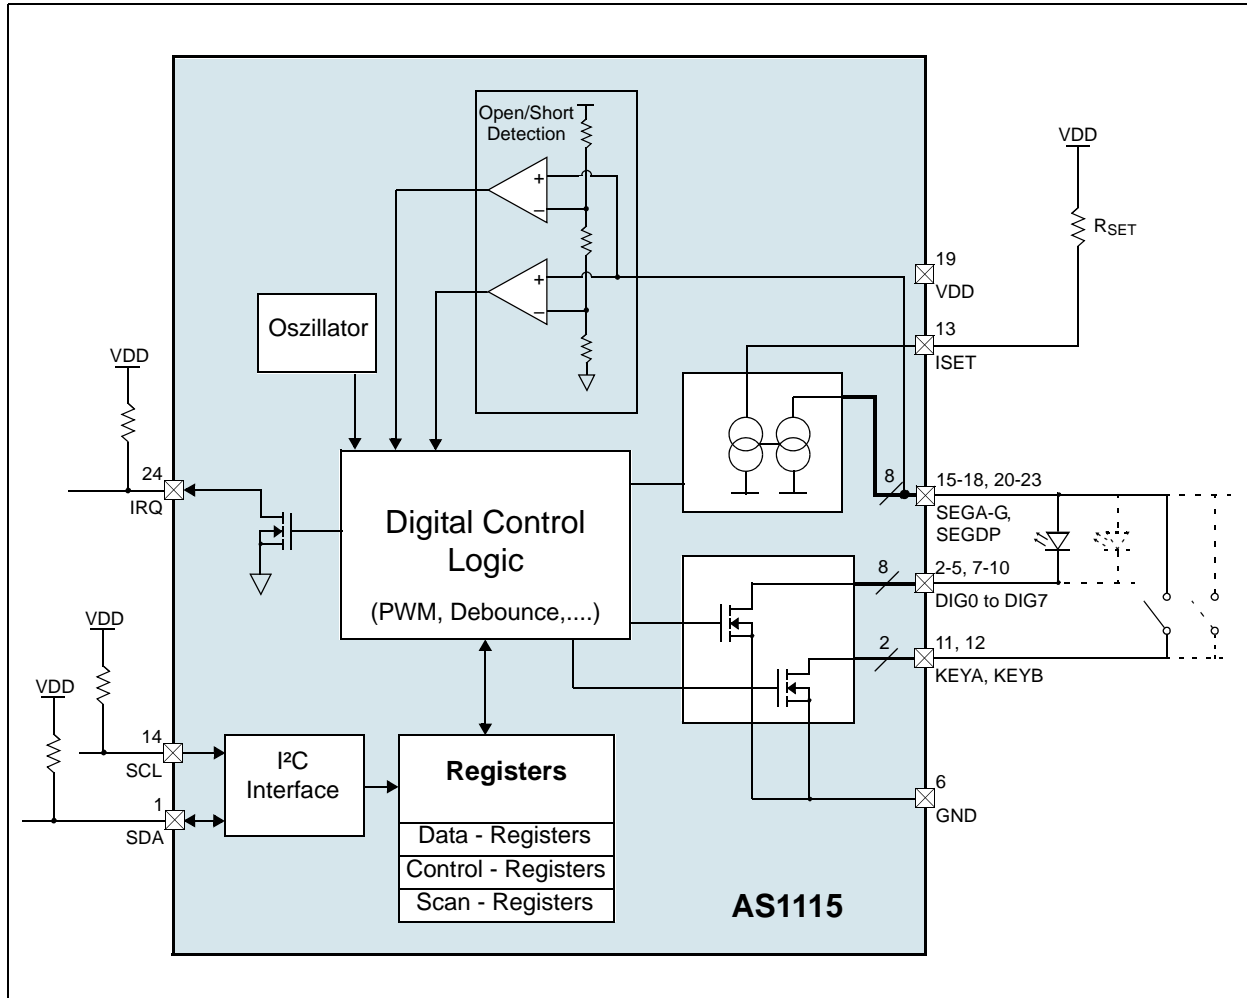 Open/Short
Detection
+
−
+
−
VDD
RSET
19
VDD
13
ISET
Oszillator
VDD
24
IRQ
Digital Control
Logic
(PWM, Debounce,....)
8
15-18, 20-23
SEGA-G,
SEGDP
8
2-5, 7-10
DIG0 to DIG7
2
11, 12
KEYA, KEYB
VDD
VDD
14
SCL
1
SDA
I²C
Interface
Registers
Data - Registers
Control - Registers
Scan - Registers
6
GND
AS1115